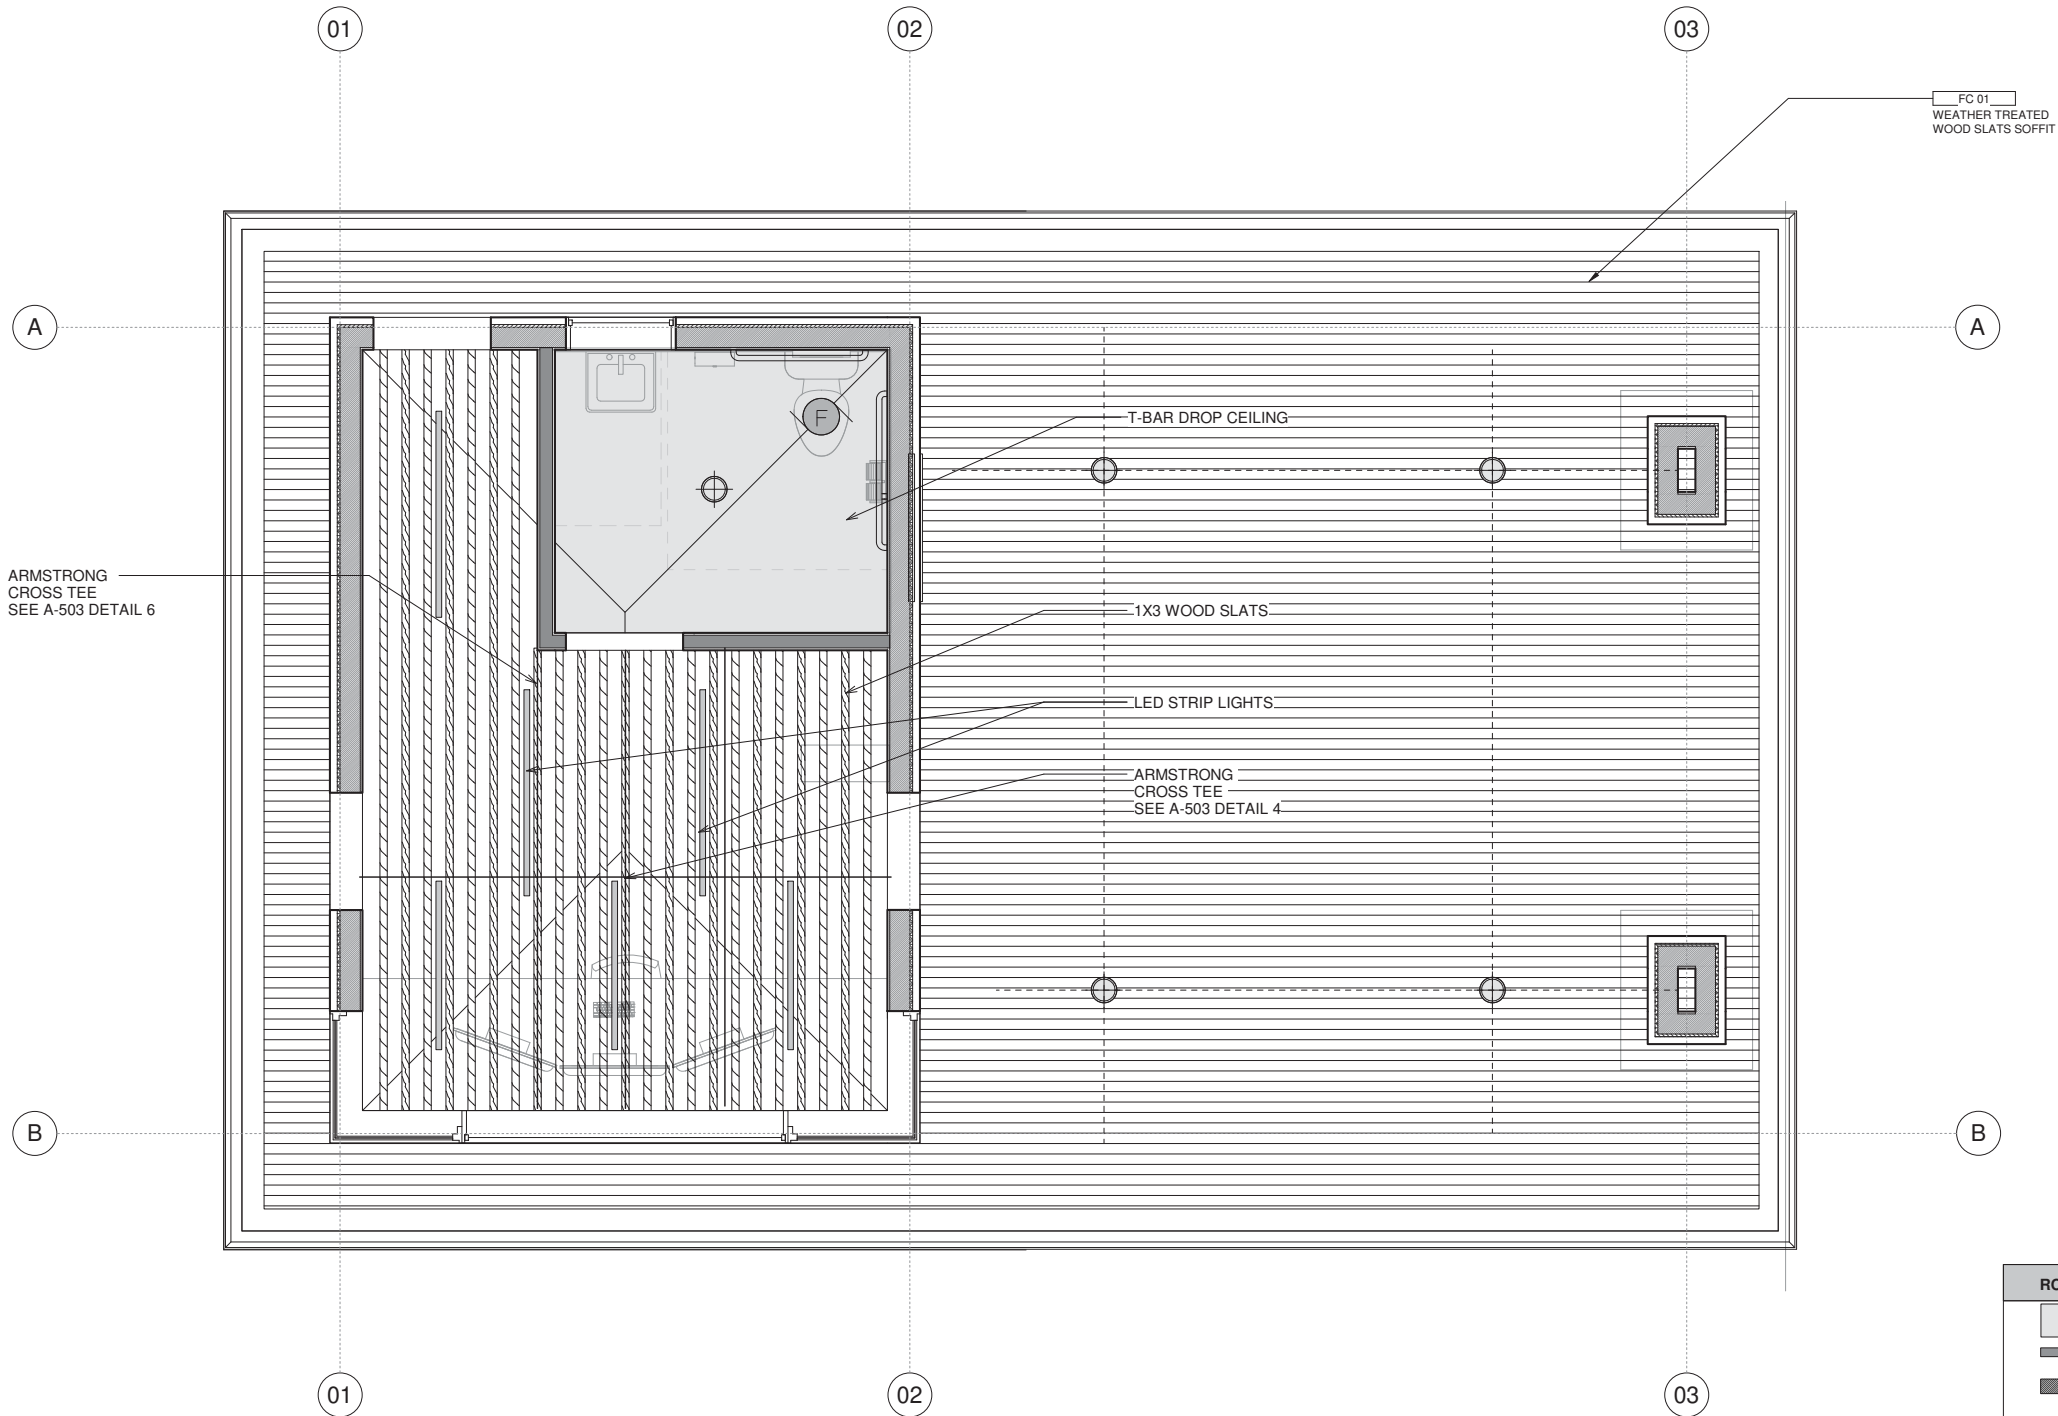 01
02
03
FC 01
WEATHER TREATED
WOOD SLATS SOFFIT
A
A
F
T-BAR DROP CEILING
ARMSTRONG
CROSS TEE
SEE A-503 DETAIL 6
1X3 WOOD SLATS
LED STRIP LIGHTS
ARMSTRONG
CROSS TEE
SEE A-503 DETAIL 4
B
B
01
02
03